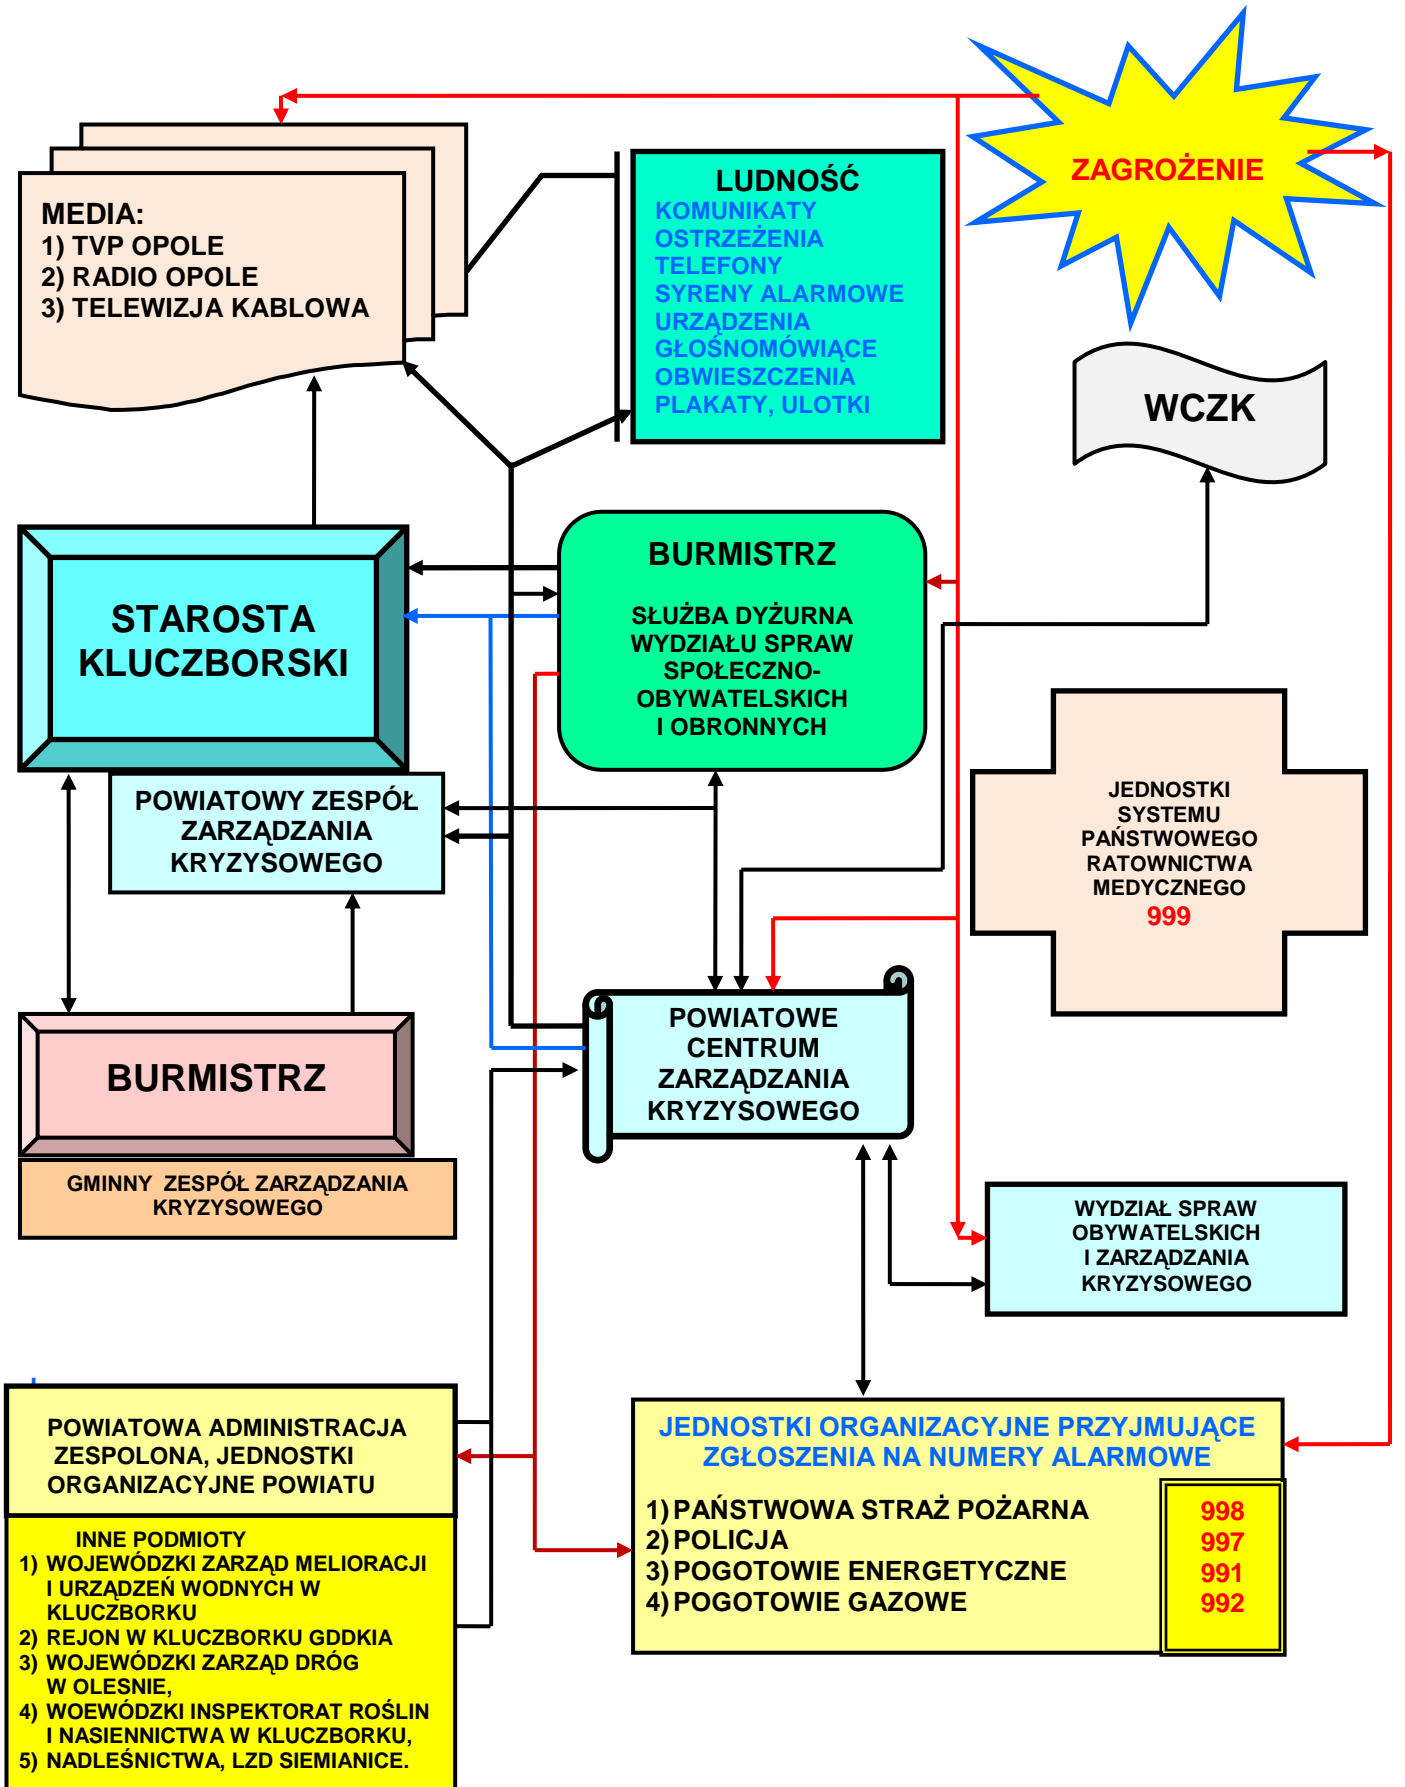 ZAGROŻENIE
MEDIA:
1) TVP OPOLE
2) RADIO OPOLE
3) TELEWIZJA KABLOWA
LUDNOŚĆ
KOMUNIKATY
OSTRZEŻENIA
TELEFONY
SYRENY ALARMOWE
URZĄDZENIA
GŁOŚNOMÓWIĄCE
OBWIESZCZENIA
PLAKATY, ULOTKI
WCZK
STAROSTA
KLUCZBORSKI
BURMISTRZ
SŁUŻBA DYŻURNA
WYDZIAŁU SPRAW
SPOŁECZNO-
OBYWATELSKICH
I OBRONNYCH
POWIATOWY ZESPÓŁ
ZARZĄDZANIA
KRYZYSOWEGO
JEDNOSTKI
SYSTEMU
PAŃSTWOWEGO
RATOWNICTWA
MEDYCZNEGO
999
POWIATOWE
CENTRUM
ZARZĄDZANIA
KRYZYSOWEGO
BURMISTRZ
GMINNY ZESPÓŁ ZARZĄDZANIA
KRYZYSOWEGO
WYDZIAŁ SPRAW
OBYWATELSKICH
I ZARZĄDZANIA
KRYZYSOWEGO
POWIATOWA ADMINISTRACJA
ZESPOLONA, JEDNOSTKI
ORGANIZACYJNE POWIATU
INNE PODMIOTY
1) WOJEWÓDZKI ZARZĄD MELIORACJI
I URZĄDZEŃ WODNYCH W
KLUCZBORKU
2) REJON W KLUCZBORKU GDDKIA
3) WOJEWÓDZKI ZARZĄD DRÓG
W OLESNIE,
4) WOEWÓDZKI INSPEKTORAT ROŚLIN
I NASIENNICTWA W KLUCZBORKU,
5) NADLEŚNICTWA, LZD SIEMIANICE.
JEDNOSTKI ORGANIZACYJNE PRZYJMUJĄCE
ZGŁOSZENIA NA NUMERY ALARMOWE
1) PAŃSTWOWA STRAŻ POŻARNA 998
2) POLICJA 997
3) POGOTOWIE ENERGETYCZNE 991
4) POGOTOWIE GAZOWE 992